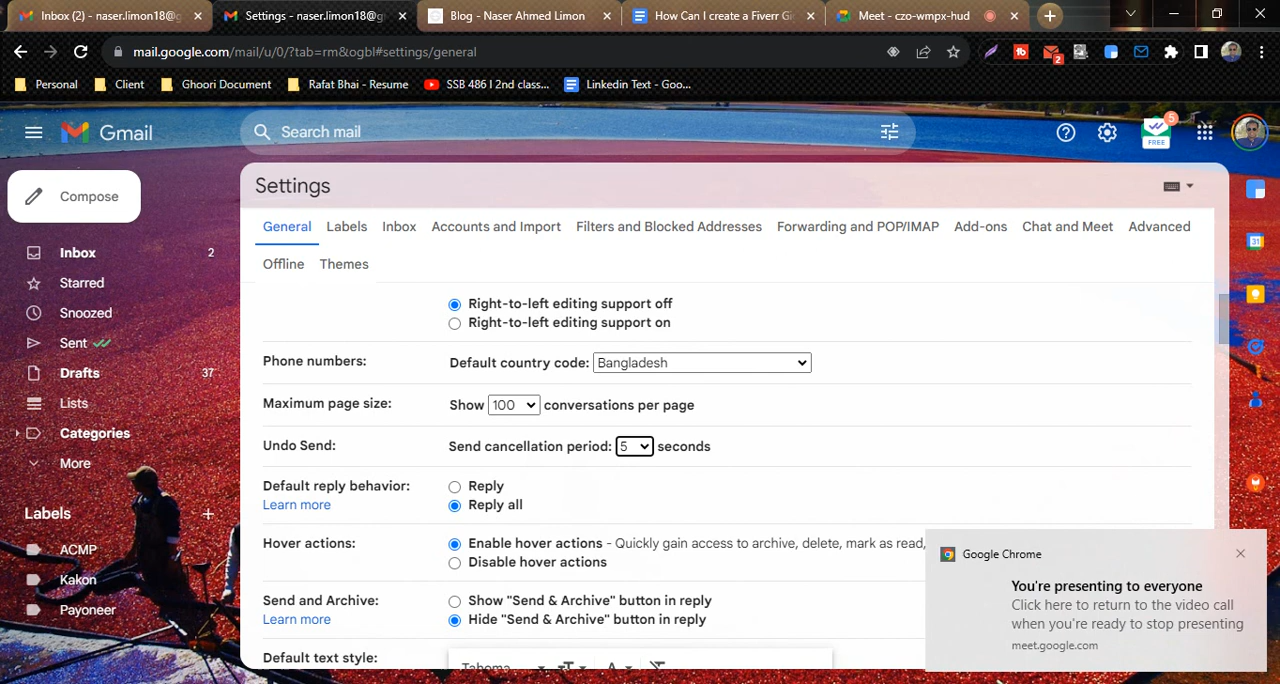 Inbox (2) - naser.limon18@g
Settings - naser.limon18@g
Blog - Naser Ahmed Limon
How Can I create a Fiverr Gi
Meet - czo-wmpx-hud
mail.google.com/mail/u/0/?tab=rm&ogbl#settings/general
2
Personal
Client
Ghoori Document
Rafat Bhai - Resume
SSB 486 l 2nd class...
Linkedin Text - Goo...
Gmail
Search mail
5
FREE
Compose
Settings
General
Labels
Inbox
Accounts and Import
Filters and Blocked Addresses
Forwarding and POP/IMAP
Add-ons
Chat and Meet
Advanced
Offline
Themes
Inbox 2
Starred
Snoozed
Sent
Drafts 37
Lists
Categories
More
Labels
ACMP
Kakon
Payoneer
31
Right-to-left editing support off
Right-to-left editing support on
Phone numbers: Default country code: Bangladesh
Maximum page size: Show 100 conversations per page
Undo Send: Send cancellation period: 5 seconds
Default reply behavior: Reply
Learn more Reply all
Hover actions: Enable hover actions - Quickly gain access to archive, delete, mark as read,
Disable hover actions
Send and Archive: Show "Send & Archive" button in reply
Learn more Hide "Send & Archive" button in reply
Default text style: Tahoma
Google Chrome
You're presenting to everyone
Click here to return to the video call
when you're ready to stop presenting
meet.google.com